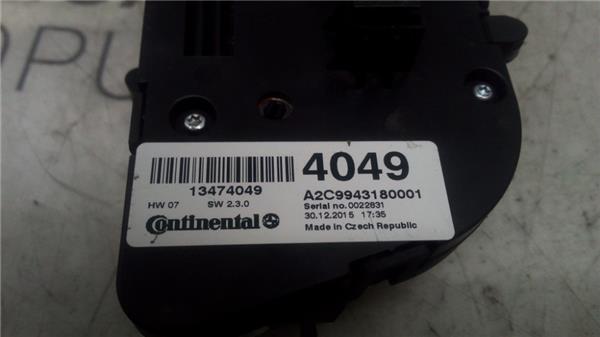 OPU
4049
13474049
A2C9943180001
HW 07 SW 2.3.0
Serial no.0022831
30.12.2015 17:35
Continental
Made in Czech Republic